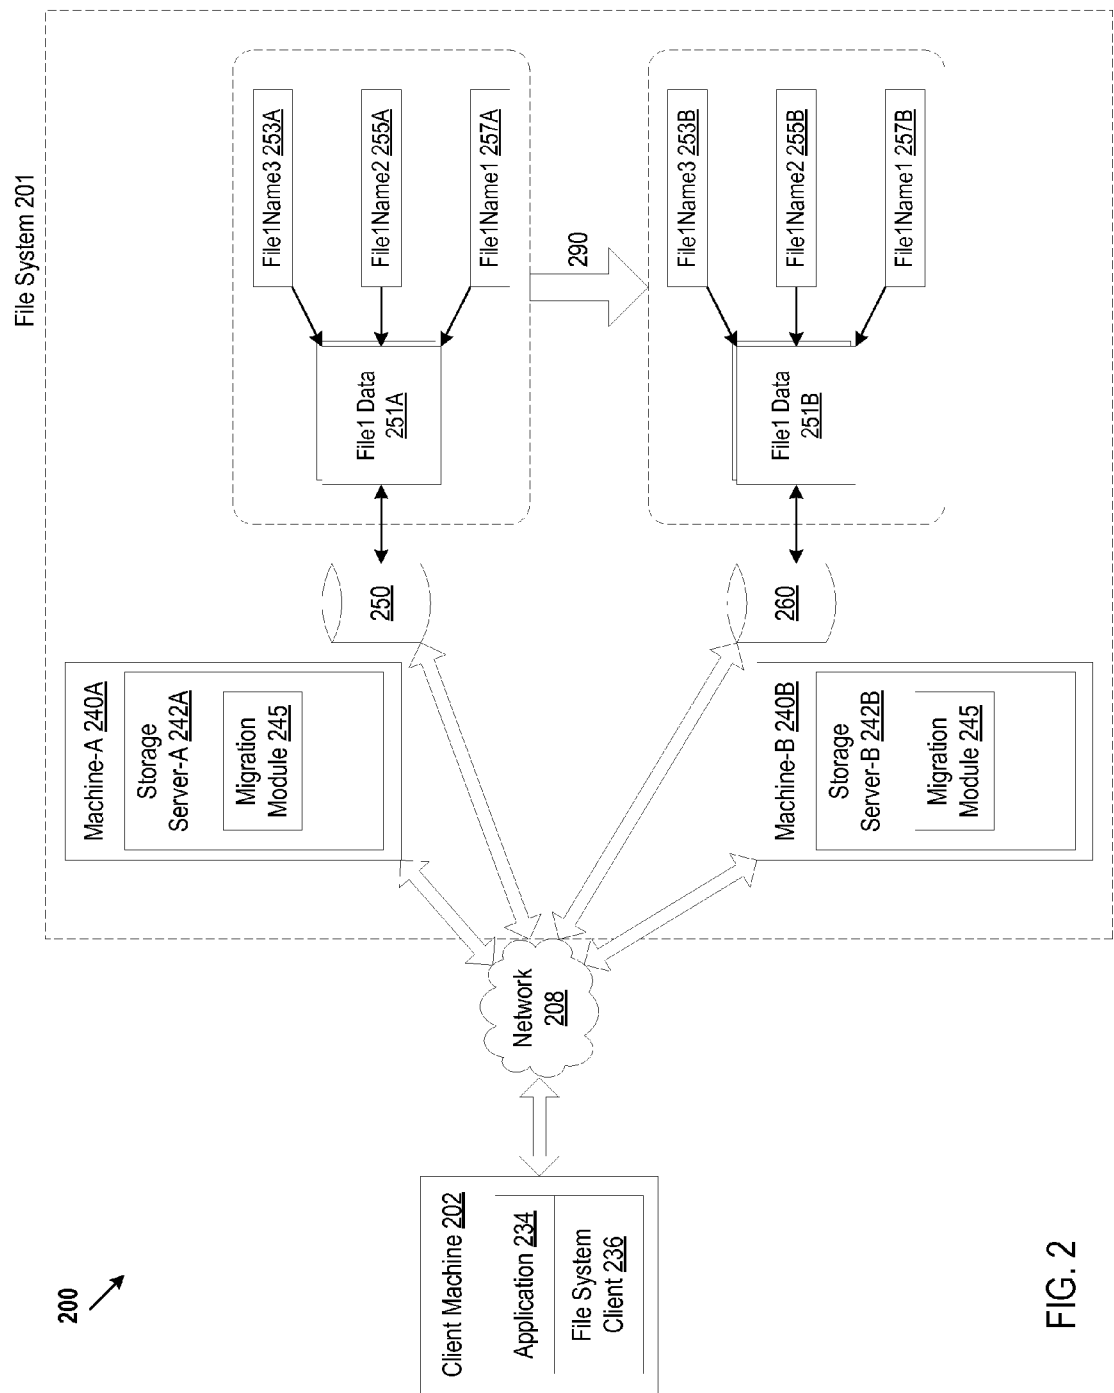 200
File System 201
Client Machine 202
Application 234
File System
Client 236
Network
208
Machine-A 240A
Storage
Server-A 242A
Migration
Module 245
250
File1 Data
251A
File1Name3 253A
File1Name2 255A
File1Name1 257A
290
Machine-B 240B
Storage
Server-B 242B
Migration
Module 245
260
File1 Data
251B
File1Name3 253B
File1Name2 255B
File1Name1 257B
FIG. 2